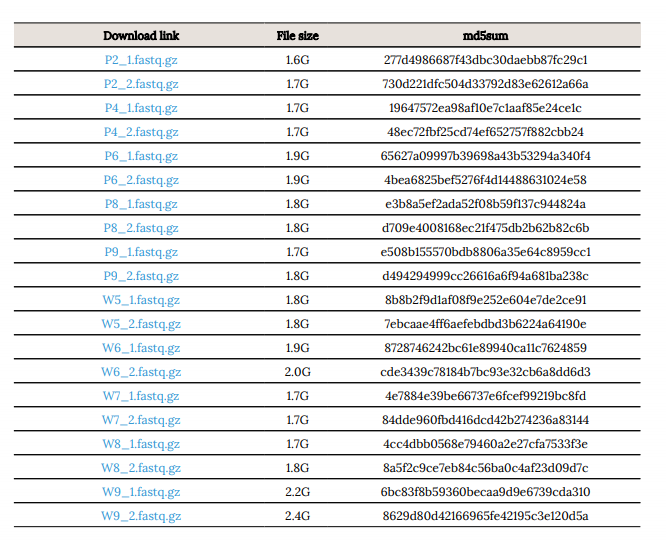 Download link File size md5sum
P2_1.fastq.gz 1.6G 277d4986687f43dbc30daebb87fc29c1
P2_2.fastq.gz 1.7G 730d221dfc504d33792d83e62612a66a
P4_1.fastq.gz 1.7G 19647572ea98af10e7c1aaf85e24ce1c
P4_2.fastq.gz 1.7G 48ec72fbf25cd74ef652757f882cbb24
P6_1.fastq.gz 1.9G 65627a09997b39698a43b53294a340f4
P6_2.fastq.gz 1.9G 4bea6825bef5276f4d14488631024e58
P8_1.fastq.gz 1.8G e3b8a5ef2ada52f08b59f137c944824a
P8_2.fastq.gz 1.8G d709e4008168ec21f475db2b62b82c6b
P9_1.fastq.gz 1.7G e508b155570bdb8806a35e64c8959cc1
P9_2.fastq.gz 1.8G d494294999cc26616a6f94a681ba238c
W5_1.fastq.gz 1.8G 8b8b2f9d1af08f9e252e604e7de2ce91
W5_2.fastq.gz 1.8G 7ebcaae4ff6aefebdbd3b6224a64190e
W6_1.fastq.gz 1.9G 8728746242bc61e89940ca11c7624859
W6_2.fastq.gz 2.0G cde3439c78184b7bc93e32cb6a8dd6d3
W7_1.fastq.gz 1.7G 4e7884e39be66737e6fcef99219bc8fd
W7_2.fastq.gz 1.7G 84dde960fbd416dcd42b274236a83144
W8_1.fastq.gz 1.7G 4cc4dbb0568e79460a2e27cfa7533f3e
W8_2.fastq.gz 1.8G 8a5f2c9ce7eb84c56ba0c4af23d09d7c
W9_1.fastq.gz 2.2G 6bc83f8b59360becaa9d9e6739cda310
W9_2.fastq.gz 2.4G 8629d80d42166965fe42195c3e120d5a